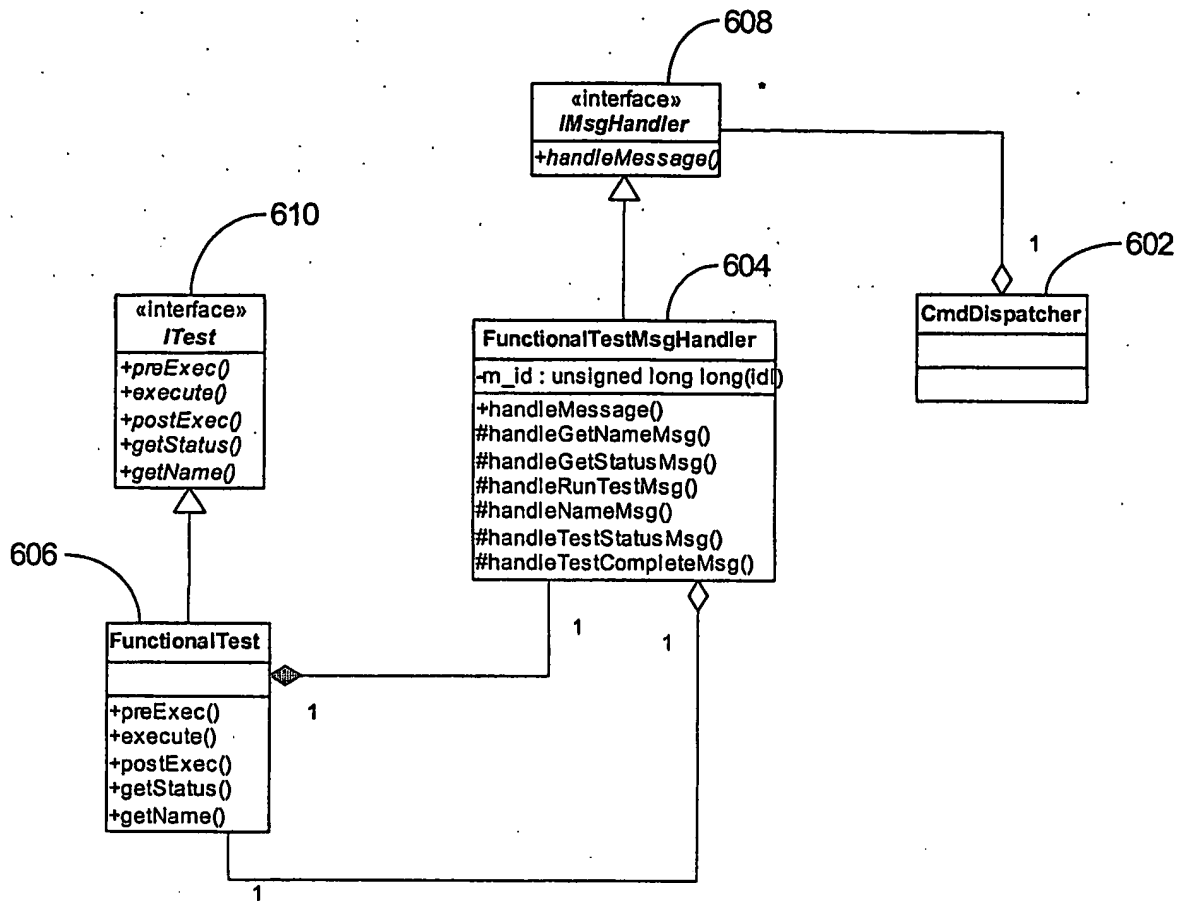 608
«interface»
IMsgHandler
*
+handleMessage()
610
1
602
604
«interface»
ITest
+preExec()
+execute()
+postExec()
+getStatus()
+getName()
CmdDispatcher
FunctionalTestMsgHandler
-m_id : unsigned long long(idl)
+handleMessage()
#handleGetNameMsg()
#handleGetStatusMsg()
#handleRunTestMsg()
#handleNameMsg()
#handleTestStatusMsg()
#handleTestCompleteMsg()
606
1
1
FunctionalTest
1
+preExec()
+execute()
+postExec()
+getStatus()
+getName()
1